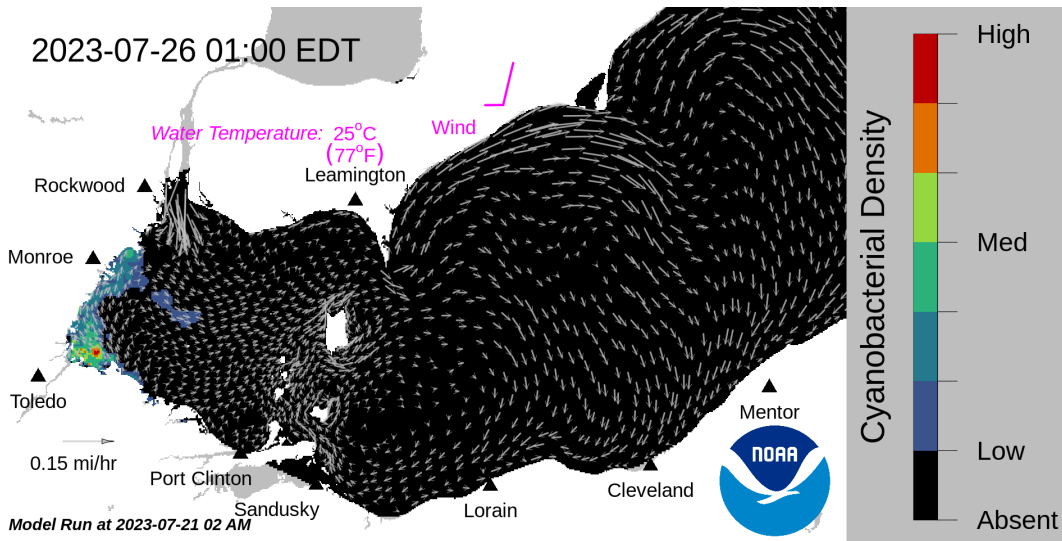 2023-07-26 01:00 EDT
High
Cyanobacterial Density
Wind
Water Temperature: 25°C
(77°F)
Leamington
Rockwood
Med
Monroe
Toledo
Mentor
0.15 mi/hr
Port Clinton
NOAA
Low
Cleveland
Sandusky
Lorain
Model Run at 2023-07-21 02 AM
Absent